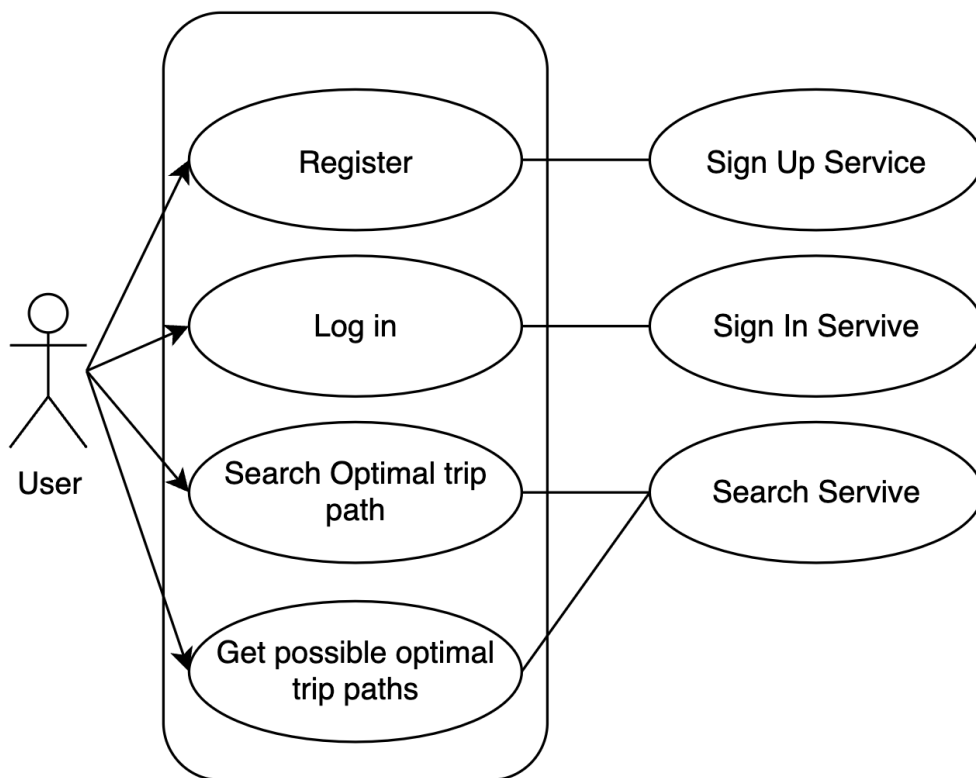 Register
Sign Up Service
Log in
Sign In Servive
User
Search Optimal trip
path
Search Servive
Get possible optimal
trip paths